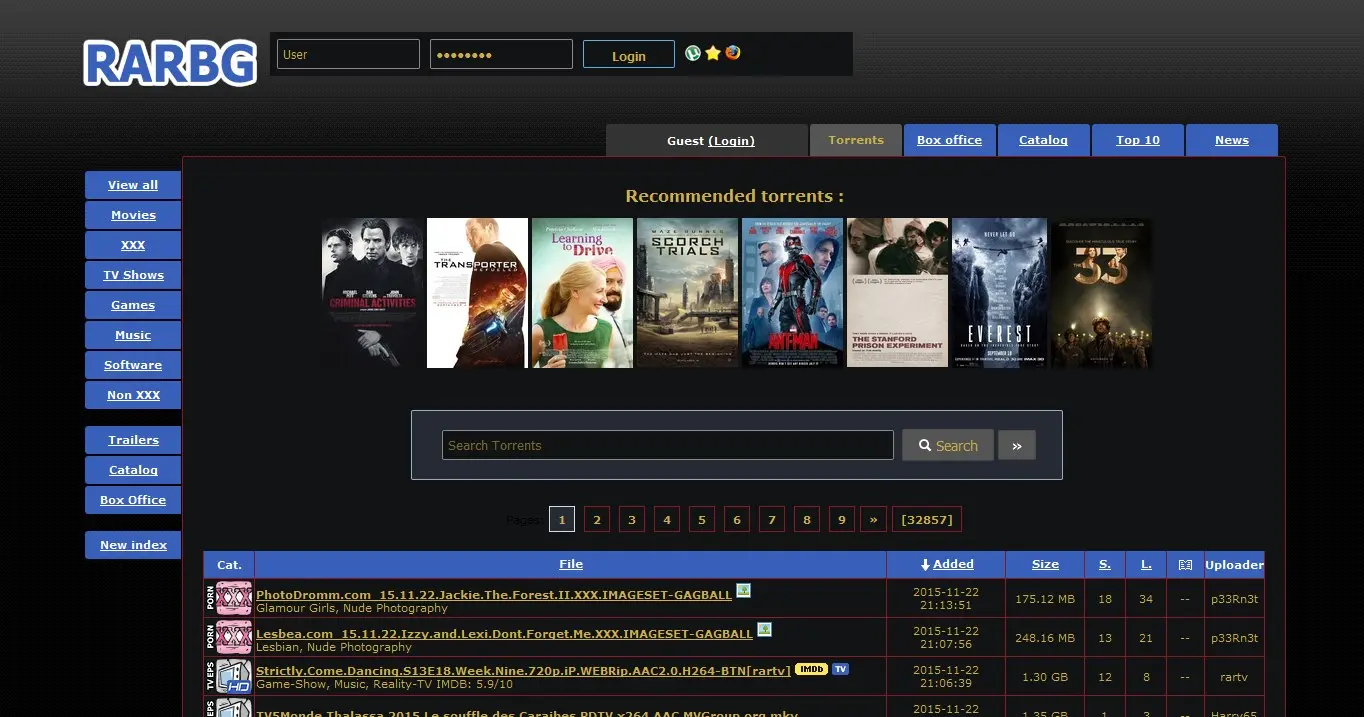 RARBG
User
Login
Guest (Login)
Torrents
Box office
Catalog
Top 10
News
View all
Movies
XXX
TV Shows
Games
Music
Software
Non XXX
Trailers
Catalog
Box Office
New index
Recommended torrents :
CRIMINAL ACTIVITIES
THE
TRANSPORTER
REFUELED
Learning
to Drive
MAZE RUNNER
SCORCH
TRIALS
ANT-MAN
THE STANFORD
PRISON EXPERIMENT
NEVER LET GO
EVEREST
SEPTEMBER 18
THE 33
Search Torrents
Search »
Pages: 1 2 3 4 5 6 7 8 9 » [32857]
Cat. File Added Size S. L. Uploader
PORN XXX PhotoDromm.com_15.11.22.Jackie.The.Forest.II.XXX.IMAGESET-GAGBALL 2015-11-22 21:13:51 175.12 MB 18 34 -- p33Rn3t
Glamour Girls, Nude Photography
PORN XXX Lesbea.com_15.11.22.Izzy.and.Lexi.Dont.Forget.Me.XXX.IMAGESET-GAGBALL 2015-11-22 21:07:56 248.16 MB 13 21 -- p33Rn3t
Lesbian, Nude Photography
TV EPS HD Strictly.Come.Dancing.S13E18.Week.Nine.720p.iP.WEBRip.AAC2.0.H264-BTN[rartv] IMDb TV 2015-11-22 21:06:39 1.30 GB 12 8 -- rartv
Game-Show, Music, Reality-TV IMDB: 5.9/10
EPS TV5Monde.Thalassa.2015.Le.souffle.des.Caraibes.PDTV.x264.AAC.MVGroup.org.mkv 2015-11-22 1.35 GB 1 3 -- Harry65